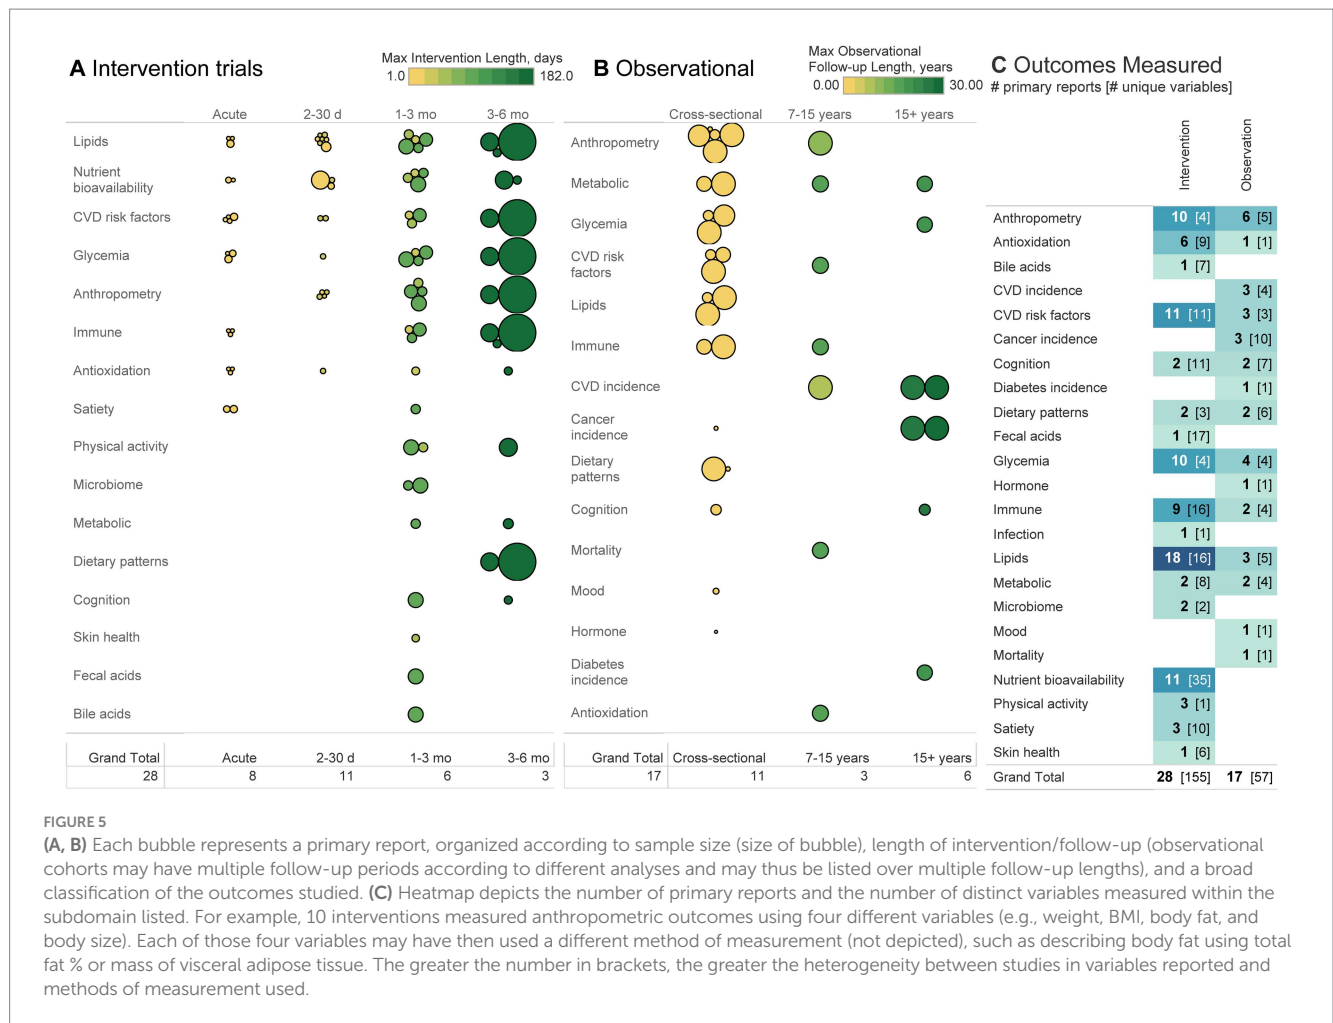 A Intervention trials
Max Intervention Length, days
1.0 182.0
Acute 2-30 d 1-3 mo 3-6 mo
Lipids
Nutrient
bioavailability
CVD risk factors
Glycemia
Anthropometry
Immune
Antioxidation
Satiety
Physical activity
Microbiome
Metabolic
Dietary patterns
Cognition
Skin health
Fecal acids
Bile acids
Grand Total Acute 2-30 d 1-3 mo 3-6 mo
28 8 11 6 3
B Observational
Max Observational
Follow-up Length, years
0.00 30.00
Cross-sectional 7-15 years 15+ years
Anthropometry
Metabolic
Glycemia
CVD risk
factors
Lipids
Immune
CVD incidence
Cancer
incidence
Dietary
patterns
Cognition
Mortality
Mood
Hormone
Diabetes
incidence
Antioxidation
Grand Total Cross-sectional 7-15 years 15+ years
17 11 3 6
C Outcomes Measured
# primary reports [# unique variables]
Intervention Observation
Anthropometry 10 [4] 6 [5]
Antioxidation 6 [9] 1 [1]
Bile acids 1 [7]
CVD incidence 3 [4]
CVD risk factors 11 [11] 3 [3]
Cancer incidence 3 [10]
Cognition 2 [11] 2 [7]
Diabetes incidence 1 [1]
Dietary patterns 2 [3] 2 [6]
Fecal acids 1 [17]
Glycemia 10 [4] 4 [4]
Hormone 1 [1]
Immune 9 [16] 2 [4]
Infection 1 [1]
Lipids 18 [16] 3 [5]
Metabolic 2 [8] 2 [4]
Microbiome 2 [2]
Mood 1 [1]
Mortality 1 [1]
Nutrient bioavailability 11 [35]
Physical activity 3 [1]
Satiety 3 [10]
Skin health 1 [6]
Grand Total 28 [155] 17 [57]
FIGURE 5
(A, B) Each bubble represents a primary report, organized according to sample size (size of bubble), length of intervention/follow-up (observational
cohorts may have multiple follow-up periods according to different analyses and may thus be listed over multiple follow-up lengths), and a broad
classification of the outcomes studied. (C) Heatmap depicts the number of primary reports and the number of distinct variables measured within the
subdomain listed. For example, 10 interventions measured anthropometric outcomes using four different variables (e.g., weight, BMI, body fat, and
body size). Each of those four variables may have then used a different method of measurement (not depicted), such as describing body fat using total
fat % or mass of visceral adipose tissue. The greater the number in brackets, the greater the heterogeneity between studies in variables reported and
methods of measurement used.